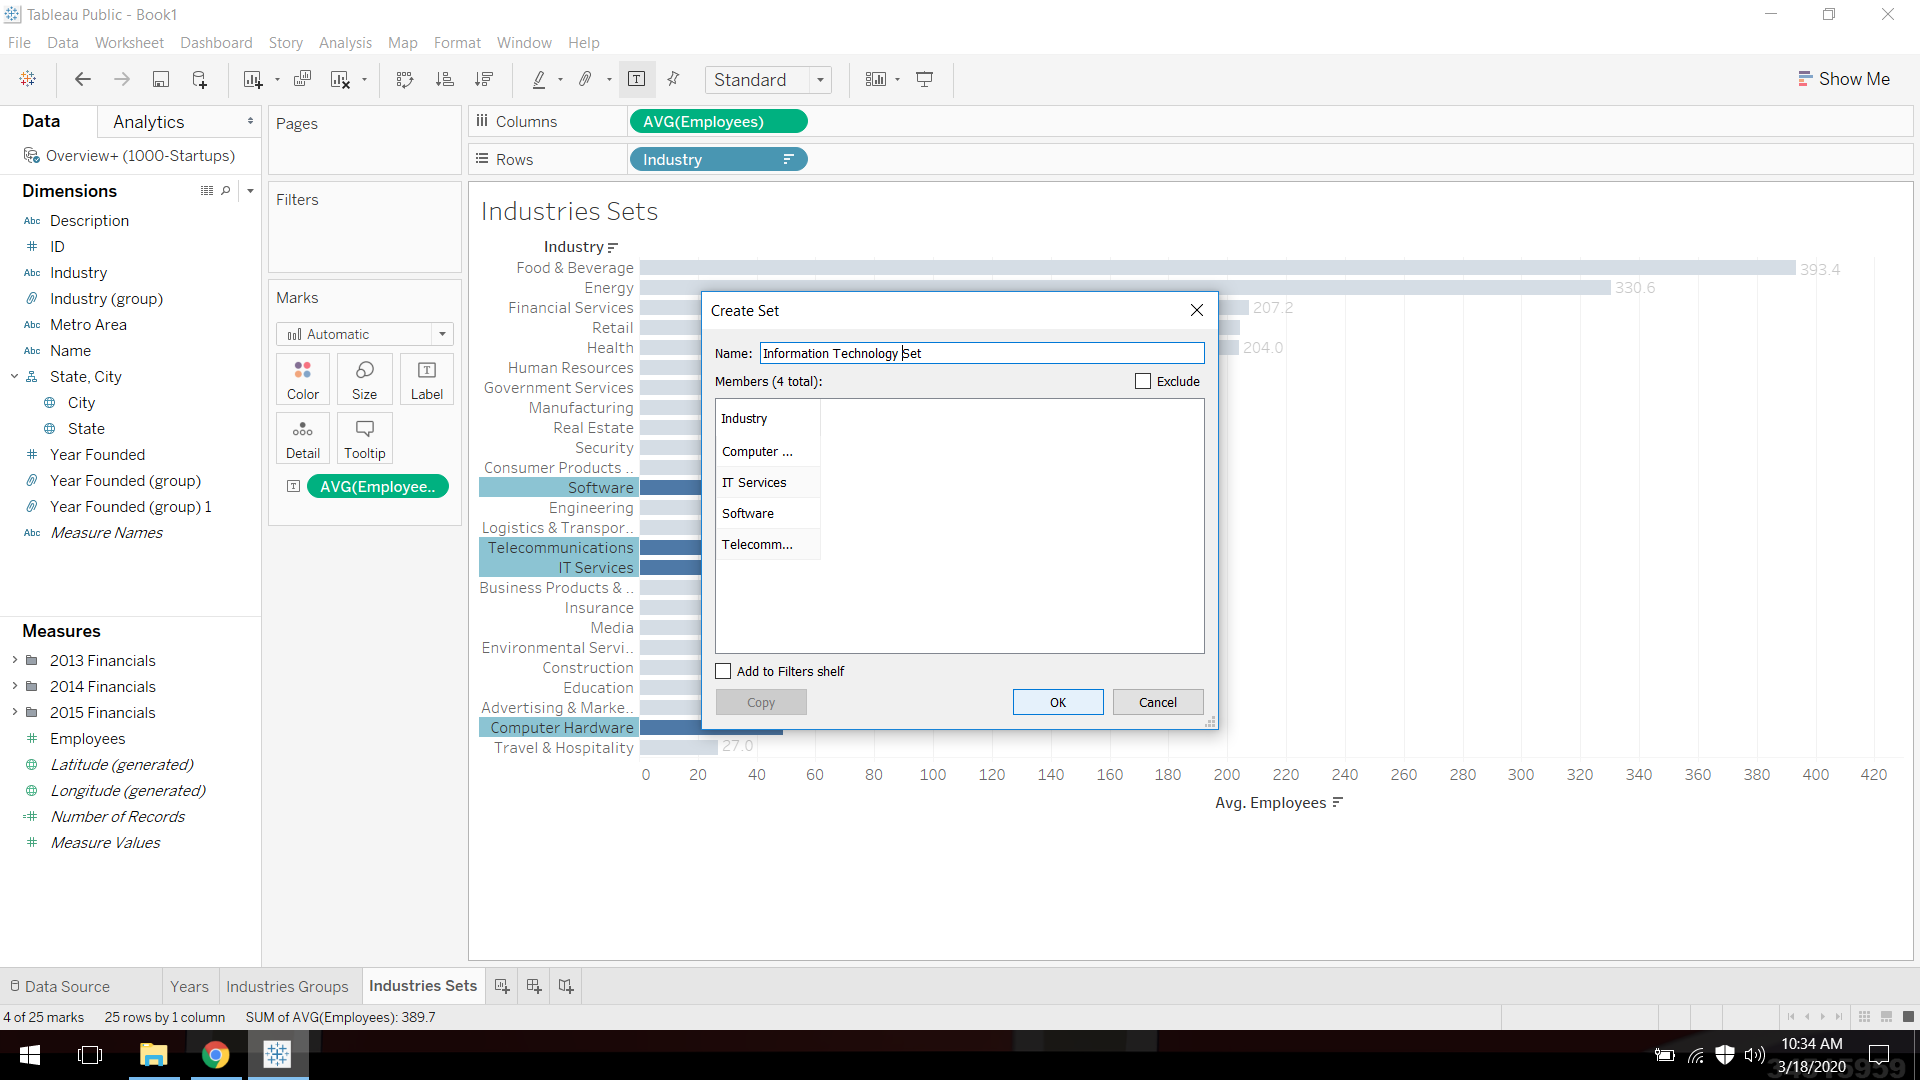 Tableau Public - Book1
File Data Worksheet Dashboard Story Analysis Map Format Window Help
Standard
Show Me
Data
Analytics
Overview+ (1000-Startups)
Dimensions
Abc Description
ID
Abc Industry
Industry (group)
Abc Metro Area
Abc Name
State, City
City
State
Year Founded
Year Founded (group)
Year Founded (group) 1
Abc Measure Names
Measures
2013 Financials
2014 Financials
2015 Financials
Employees
Latitude (generated)
Longitude (generated)
Number of Records
Measure Values
Pages
Filters
Marks
Automatic
Color Size Label
Detail Tooltip
AVG(Employee..
Columns AVG(Employees)
Rows Industry
Industries Sets
Industry
Food & Beverage 393.4
Energy 330.6
Financial Services 207.2
Retail
Health 204.0
Human Resources
Government Services
Manufacturing
Real Estate
Security
Consumer Products ..
Software
Engineering
Logistics & Transpor..
Telecommunications
IT Services
Business Products & ..
Insurance
Media
Environmental Servi..
Construction
Education
Advertising & Marke..
Computer Hardware
Travel & Hospitality 27.0
0 20 40 60 80 100 120 140 160 180 200 220 240 260 280 300 320 340 360 380 400 420
Avg. Employees
Create Set
Name: Information Technology Set
Members (4 total):
Exclude
Industry
Computer ...
IT Services
Software
Telecomm...
Add to Filters shelf
Copy OK Cancel
Data Source Years Industries Groups Industries Sets
4 of 25 marks 25 rows by 1 column SUM of AVG(Employees): 389.7
10:34 AM
3/18/2020